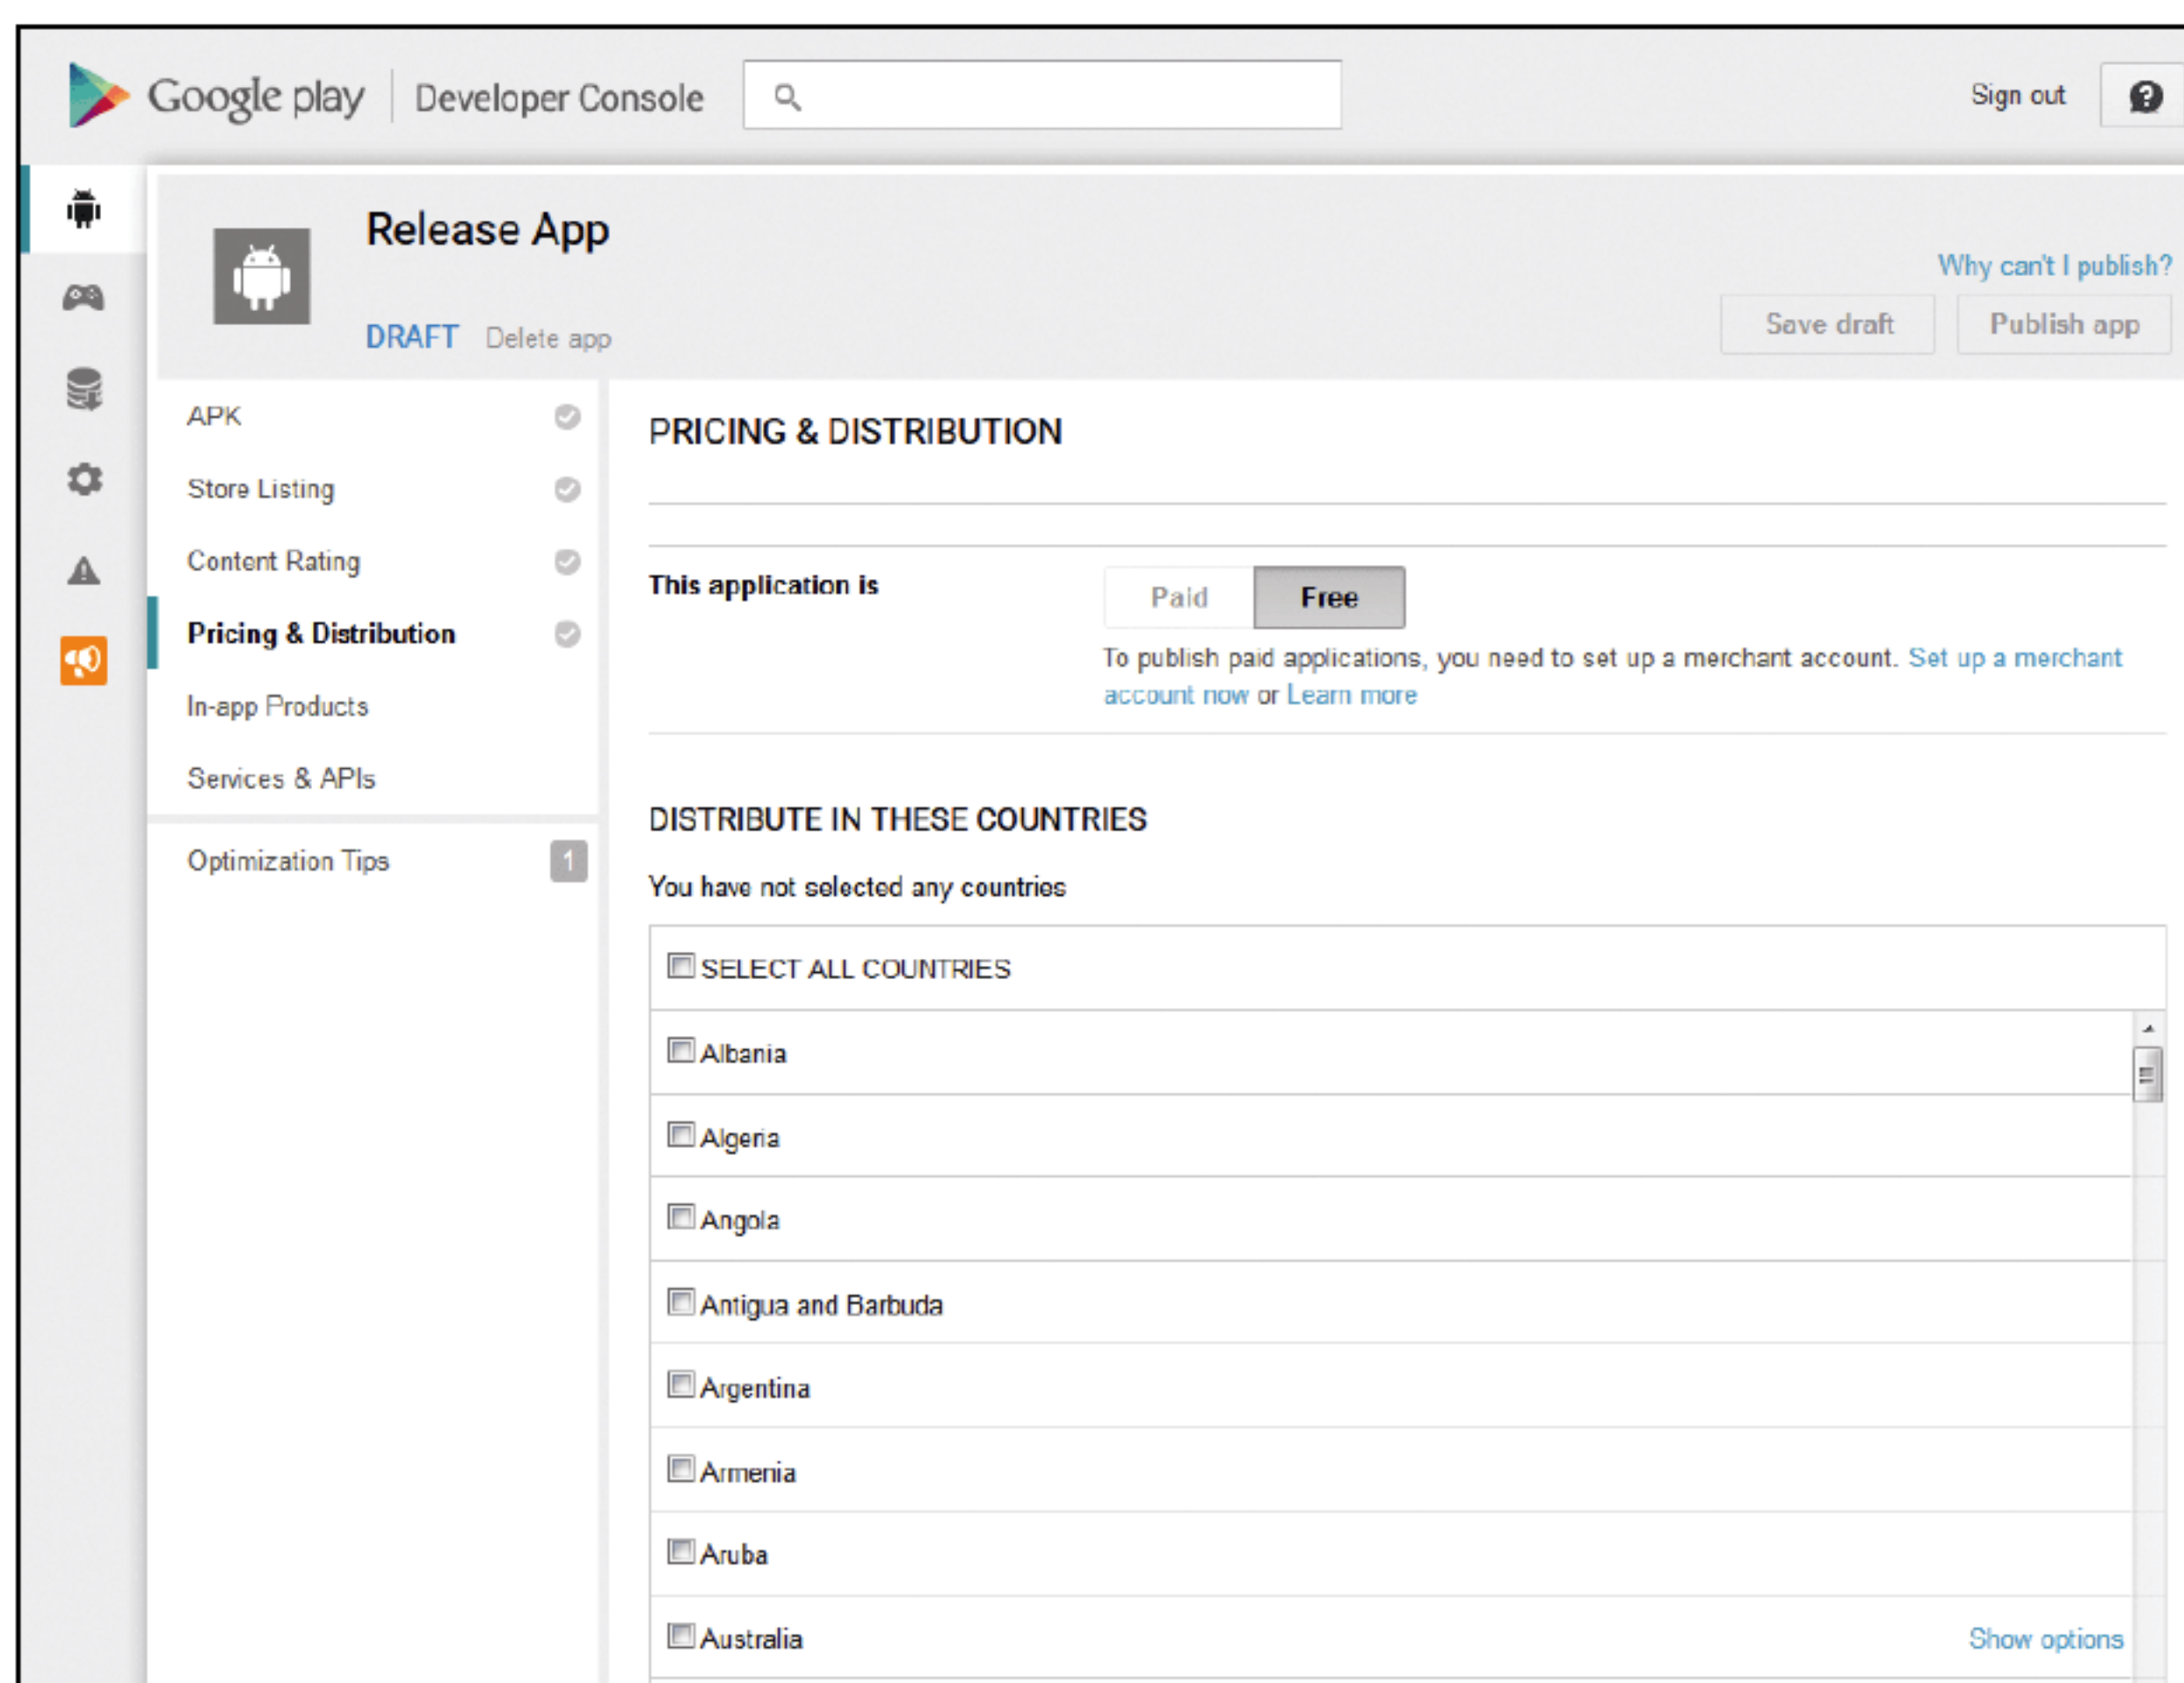 Google play Developer Console
Sign out
Release App
Why can't I publish?
DRAFT Delete app
Save draft Publish app
APK
Store Listing
Content Rating
Pricing & Distribution
In-app Products
Services & APIs
Optimization Tips 1
PRICING & DISTRIBUTION
This application is
Paid Free
To publish paid applications, you need to set up a merchant account. Set up a merchant
account now or Learn more
DISTRIBUTE IN THESE COUNTRIES
You have not selected any countries
SELECT ALL COUNTRIES
Albania
Algeria
Angola
Antigua and Barbuda
Argentina
Armenia
Aruba
Australia Show options